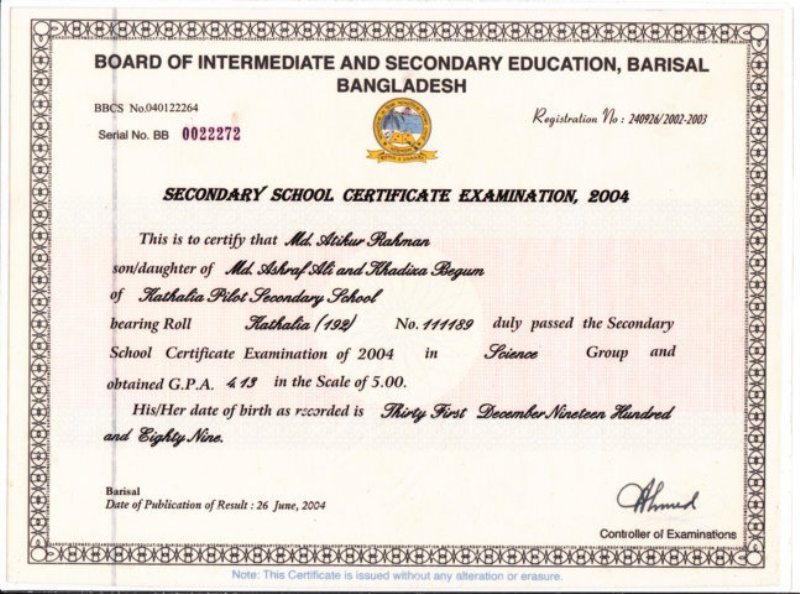 BOARD OF INTERMEDIATE AND SECONDARY EDUCATION, BARISAL
BANGLADESH
BBCS No.040122264
Registration No : 240926/2002-2003
Serial No. BB 0022272
SECONDARY SCHOOL CERTIFICATE EXAMINATION, 2004
This is to certify that Md. Atikur Rahman
son/daughter of Md. Ashraf Ali and Khadiza Begum
of Kathalia Pilot Secondary School
bearing Roll Kathalia (192) No. 111189 duly passed the Secondary
School Certificate Examination of 2004 in Science Group and
obtained G.P.A. 4.13 in the Scale of 5.00.
His/Her date of birth as recorded is Thirty First December Nineteen Hundred
and Eighty Nine.
Barisal
Date of Publication of Result : 26 June, 2004
Ahmed
Controller of Examinations
Note: This Certificate is issued without any alteration or erasure.